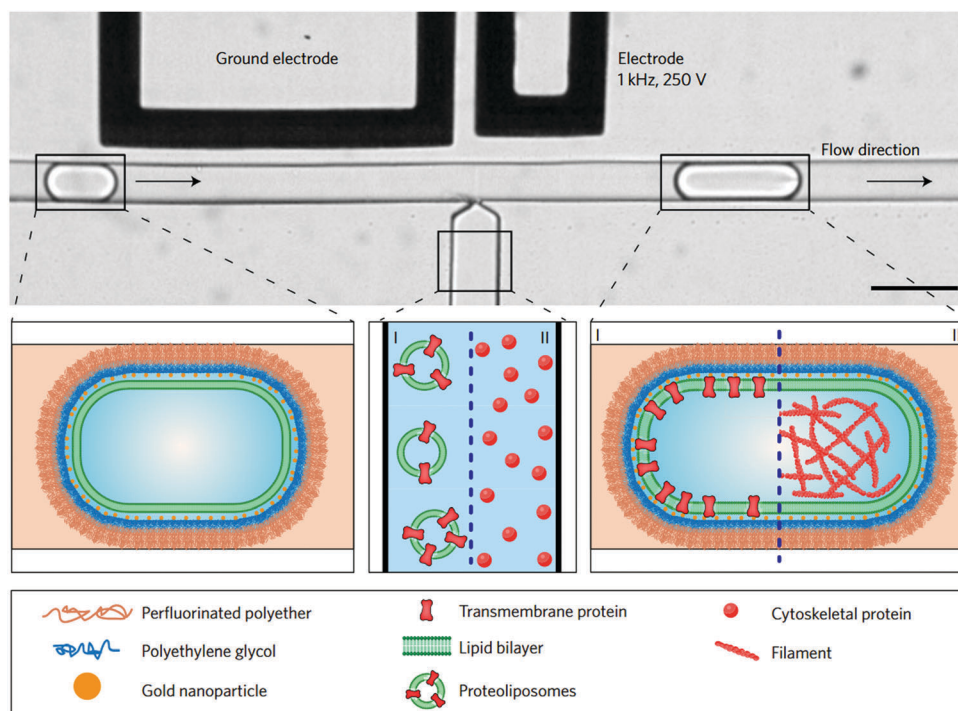 Ground electrode
Electrode
1 kHz, 250 V
Flow direction
I
II
I
Perfluorinated polyether
Transmembrane protein
Cytoskeletal protein
Polyethylene glycol
Lipid bilayer
Filament
Gold nanoparticle
Proteoliposomes